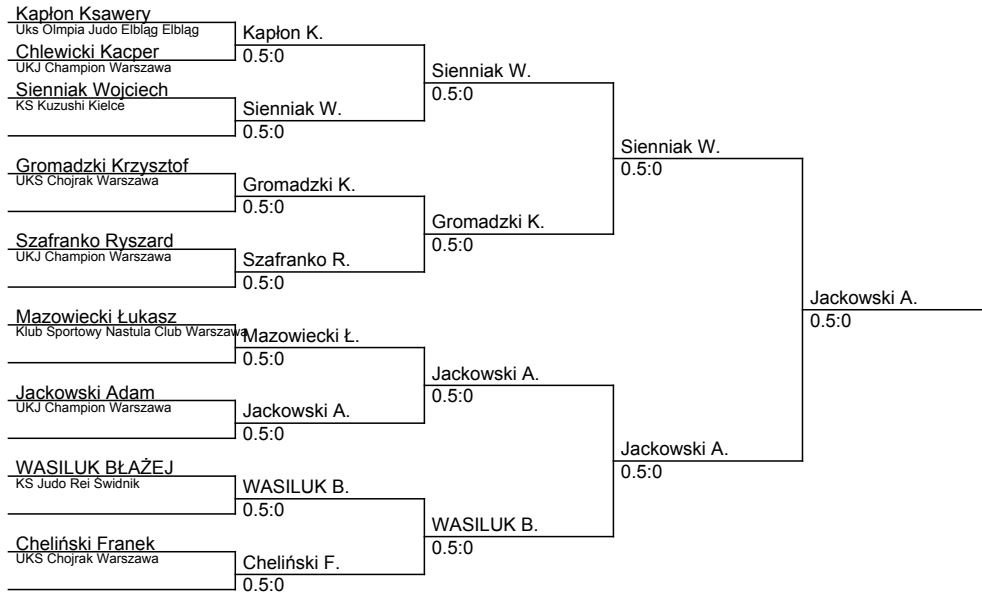 Kapłon Ksawery
Uks Olmpia Judo Elbląg Elbląg
Chlewicki Kacper
UKJ Champion Warszawa
Sienniak Wojciech
KS Kuzushi Kielce
Gromadzki Krzysztof
UKS Chojrak Warszawa
Szafranko Ryszard
UKJ Champion Warszawa
Mazowiecki Łukasz
Klub Sportowy Nastula Club Warszawa
Jackowski Adam
UKJ Champion Warszawa
WASILUK BŁAŻEJ
KS Judo Rei Świdnik
Cheliński Franek
UKS Chojrak Warszawa
Kapłon K.
0.5:0
Sienniak W.
0.5:0
Gromadzki K.
0.5:0
Szafranko R.
0.5:0
Mazowiecki Ł.
0.5:0
Jackowski A.
0.5:0
WASILUK B.
0.5:0
Cheliński F.
0.5:0
Sienniak W.
0.5:0
Gromadzki K.
0.5:0
Jackowski A.
0.5:0
WASILUK B.
0.5:0
Sienniak W.
0.5:0
Jackowski A.
0.5:0
Jackowski A.
0.5:0